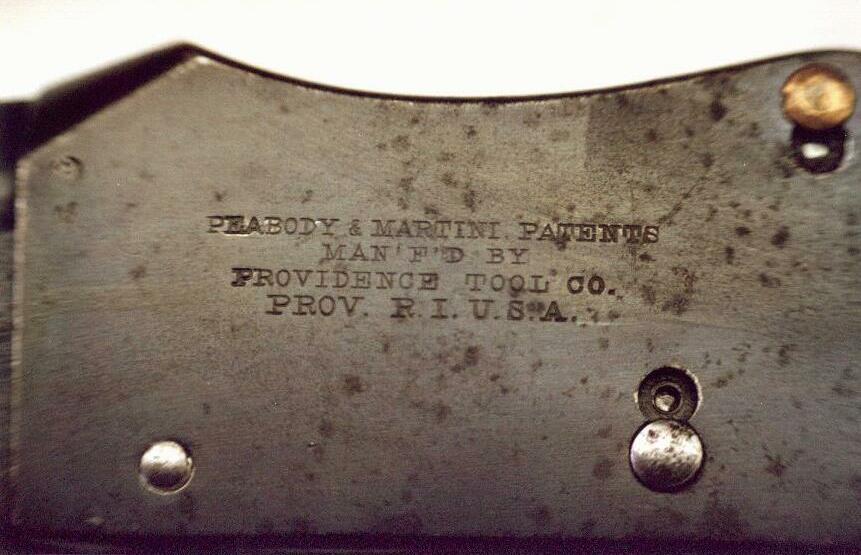 PEABODY & MARTINI. PATENTS
MAN'F'D BY
PROVIDENCE TOOL CO.
PROV. R.I. U.S.A.